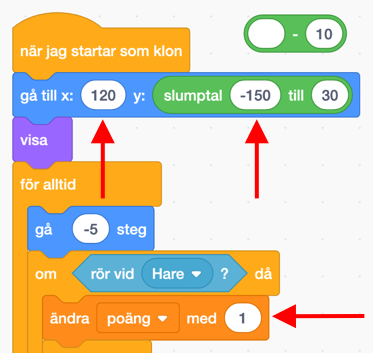 - 10
när jag startar som klon
gå till x: 120 y: slumptal -150 till 30
visa
för alltid
gå -5 steg
om rör vid Hare ? då
ändra poäng med 1